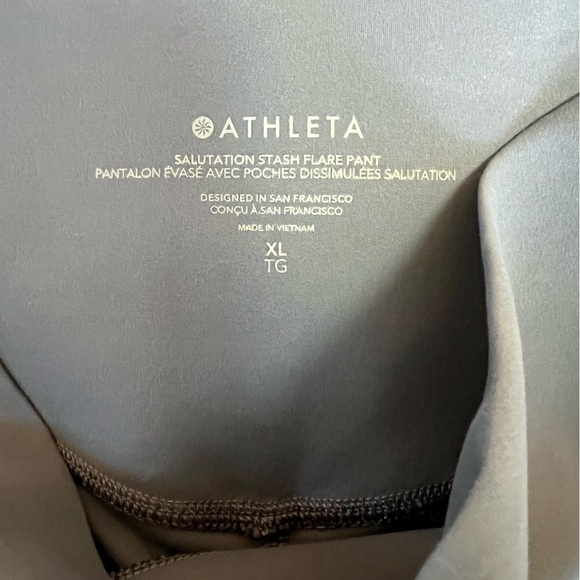 ATHLETA
SALUTATION STASH FLARE PANT
PANTALON ÉVASÉ AVEC POCHES DISSIMULÉES SALUTATION
DESIGNED IN SAN FRANCISCO
CONÇU À SAN FRANCISCO
MADE IN VIETNAM
XL
TG